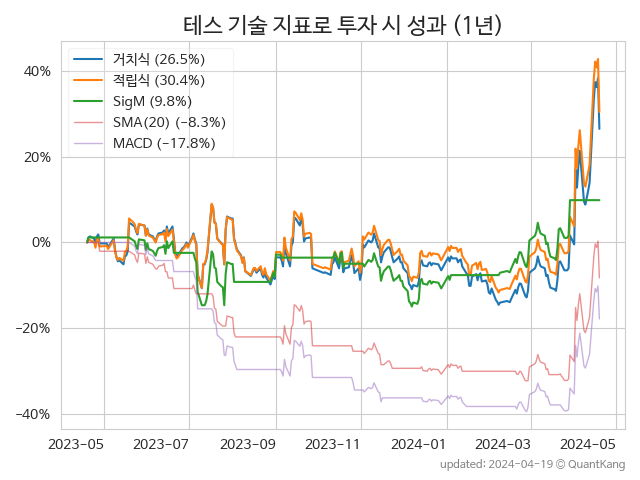 테스 기술 지표로 투자 시 성과 (1년)
거치식 (26.5%)
적립식 (30.4%)
SigM (9.8%)
SMA(20) (−8.3%)
MACD (−17.8%)
40%
20%
0%
−20%
−40%
2023-05 2023-07 2023-09 2023-11 2024-01 2024-03 2024-05
updated: 2024-04-19 © QuantKang